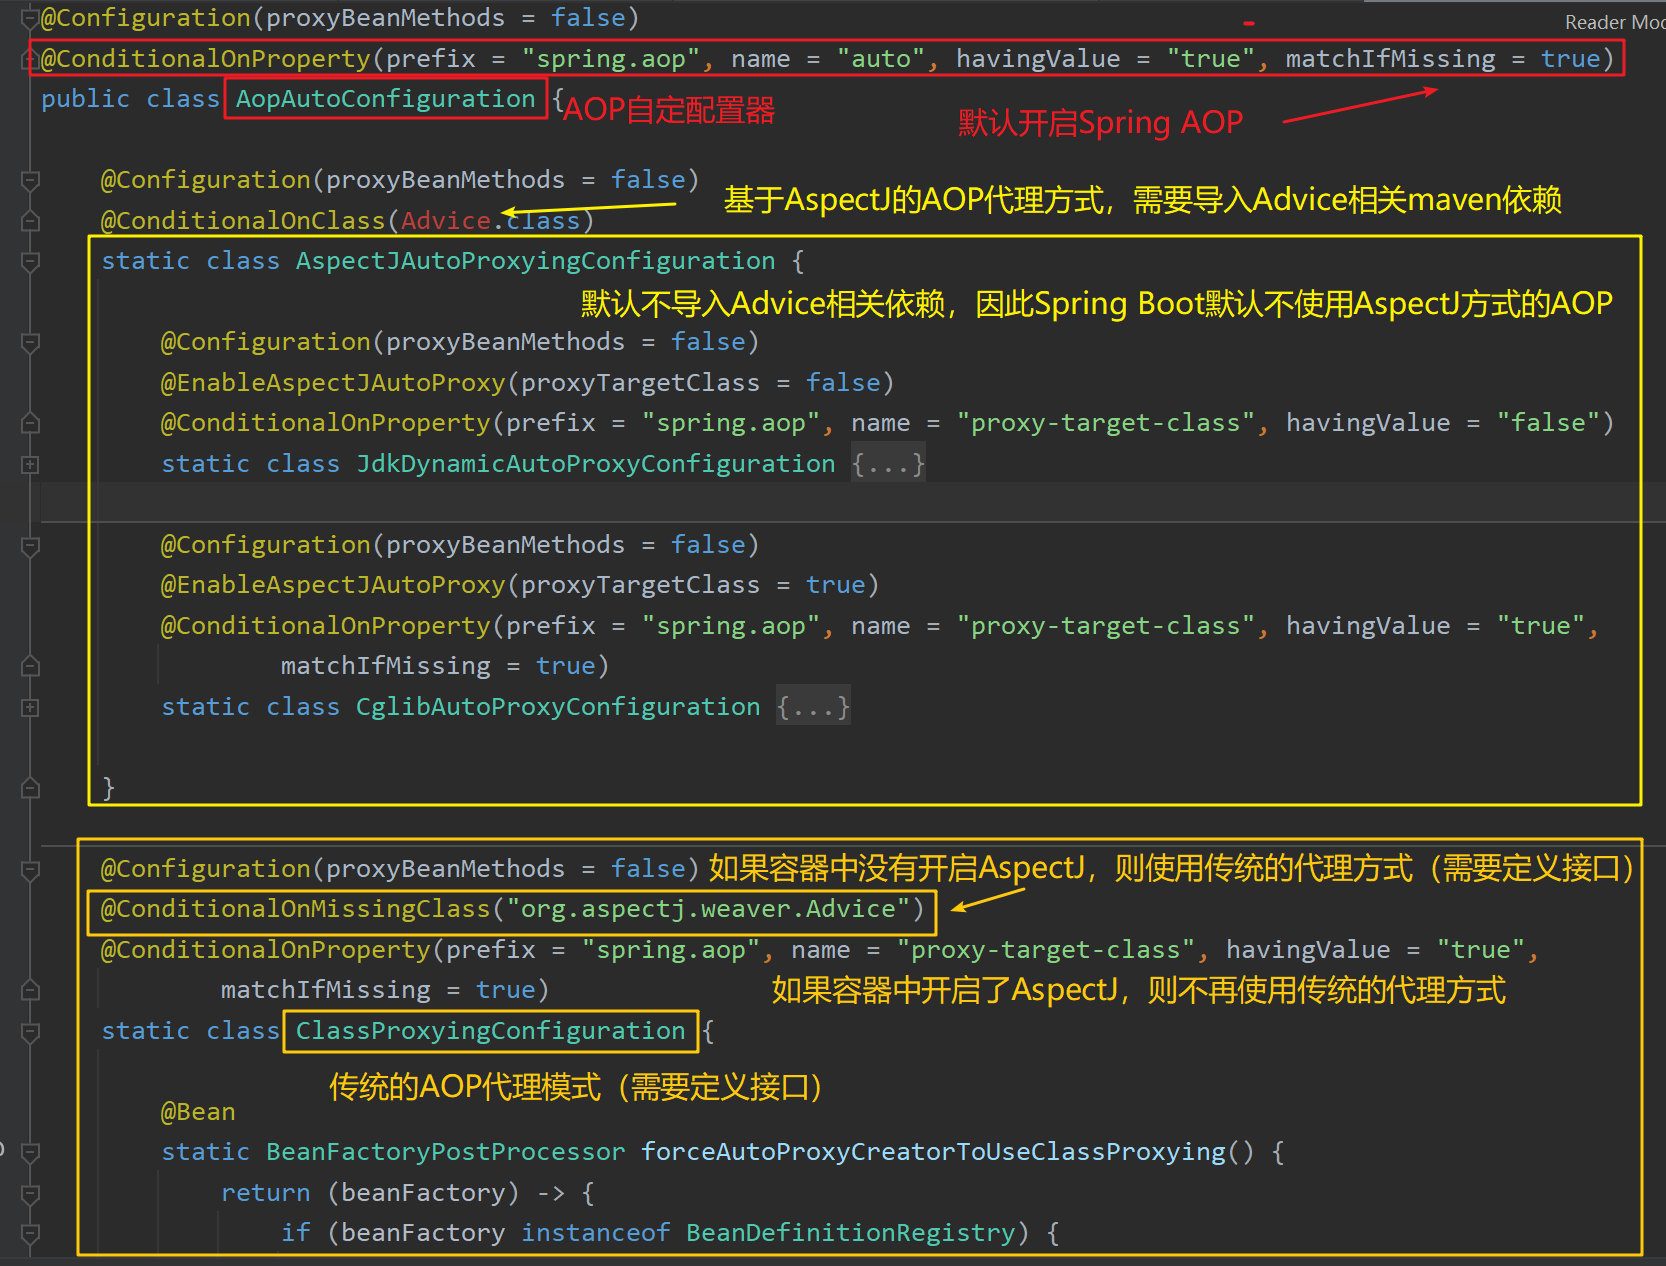 @Configuration(proxyBeanMethods = false)
Reader Mod
@ConditionalOnProperty(prefix = "spring.aop", name = "auto", havingValue = "true", matchIfMissing = true)
public class AopAutoConfiguration {
AOP自定配置器
默认开启Spring AOP
@Configuration(proxyBeanMethods = false)
基于AspectJ的AOP代理方式，需要导入Advice相关maven依赖
@ConditionalOnClass(Advice.class)
static class AspectJAutoProxyingConfiguration {
默认不导入Advice相关依赖，因此Spring Boot默认不使用AspectJ方式的AOP
@Configuration(proxyBeanMethods = false)
@EnableAspectJAutoProxy(proxyTargetClass = false)
@ConditionalOnProperty(prefix = "spring.aop", name = "proxy-target-class", havingValue = "false")
static class JdkDynamicAutoProxyConfiguration {...}
@Configuration(proxyBeanMethods = false)
@EnableAspectJAutoProxy(proxyTargetClass = true)
@ConditionalOnProperty(prefix = "spring.aop", name = "proxy-target-class", havingValue = "true",
matchIfMissing = true)
static class CglibAutoProxyConfiguration {...}
}
@Configuration(proxyBeanMethods = false)
如果容器中没有开启AspectJ，则使用传统的代理方式（需要定义接口）
@ConditionalOnMissingClass("org.aspectj.weaver.Advice")
@ConditionalOnProperty(prefix = "spring.aop", name = "proxy-target-class", havingValue = "true",
matchIfMissing = true)
如果容器中开启了AspectJ，则不再使用传统的代理方式
static class ClassProxyingConfiguration {
传统的AOP代理模式（需要定义接口）
@Bean
static BeanFactoryPostProcessor forceAutoProxyCreatorToUseClassProxying() {
return (beanFactory) -> {
if (beanFactory instanceof BeanDefinitionRegistry) {